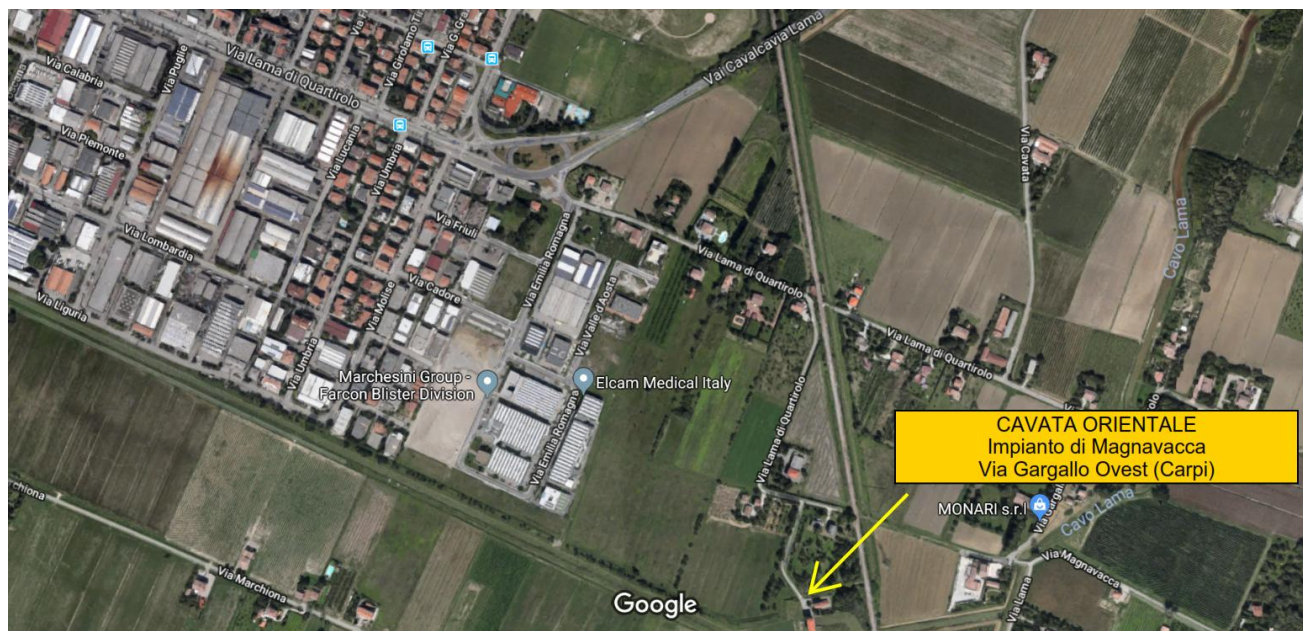 Via Calabria
Via Puglie
Via Lama di Quartirolo
Via Girolamo Tir
Via G. Gra
Vai Cavalcavia Lama
Via Piemonte
Via Lucania
Via Umbria
Via Cavata
Via Lombardia
Via Friuli
Via Emilia Romagna
Via Lama di Quartirolo
Cavo Lama
Via Liguria
Via Molise
Via Cadore
Via Valle d'Aosta
Via Umbria
Via Lama di Quartirolo
Marchesini Group -
Farcon Blister Division
Elcam Medical Italy
Via Emilia Romagna
Via Lama di Quartirolo
CAVATA ORIENTALE
Impianto di Magnavacca
Via Gargallo Ovest (Carpi)
MONARI s.r.l
Cavo Lama
Via Magnavacca
Via Marchiona
Via Lama
Google